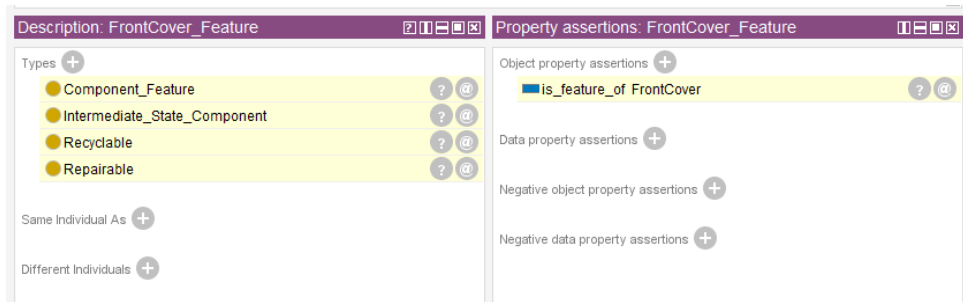 Description: FrontCover_Feature
Types
Component_Feature
Intermediate_State_Component
Recyclable
Repairable
Same Individual As
Different Individuals
Property assertions: FrontCover_Feature
Object property assertions
is_feature_of FrontCover
Data property assertions
Negative object property assertions
Negative data property assertions